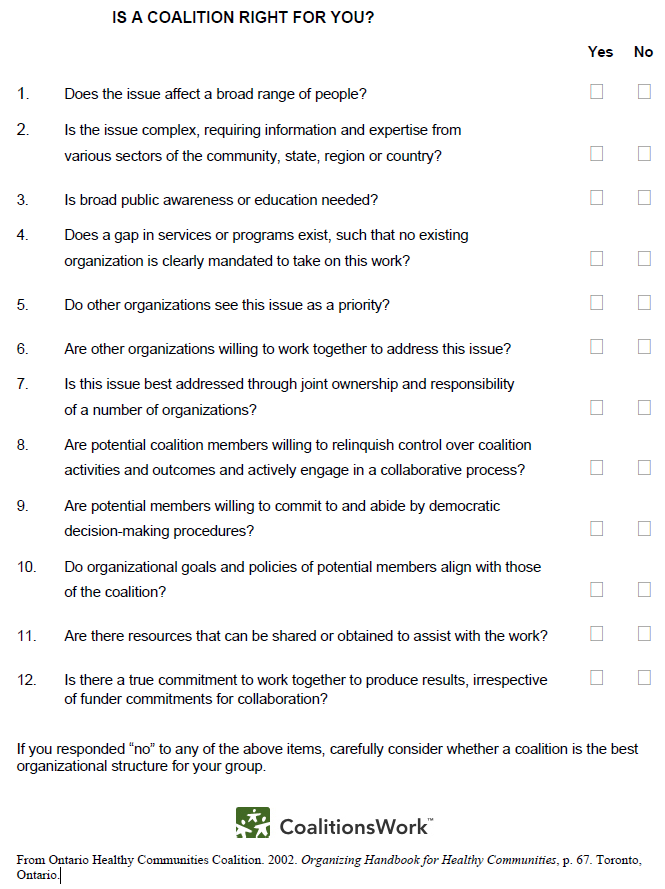 IS A COALITION RIGHT FOR YOU?
Yes No
1. Does the issue affect a broad range of people?
2. Is the issue complex, requiring information and expertise from
various sectors of the community, state, region or country?
3. Is broad public awareness or education needed?
4. Does a gap in services or programs exist, such that no existing
organization is clearly mandated to take on this work?
5. Do other organizations see this issue as a priority?
6. Are other organizations willing to work together to address this issue?
7. Is this issue best addressed through joint ownership and responsibility
of a number of organizations?
8. Are potential coalition members willing to relinquish control over coalition
activities and outcomes and actively engage in a collaborative process?
9. Are potential members willing to commit to and abide by democratic
decision-making procedures?
10. Do organizational goals and policies of potential members align with those
of the coalition?
11. Are there resources that can be shared or obtained to assist with the work?
12. Is there a true commitment to work together to produce results, irrespective
of funder commitments for collaboration?
If you responded “no” to any of the above items, carefully consider whether a coalition is the best
organizational structure for your group.
CoalitionsWork™
From Ontario Healthy Communities Coalition. 2002. Organizing Handbook for Healthy Communities, p. 67. Toronto,
Ontario.